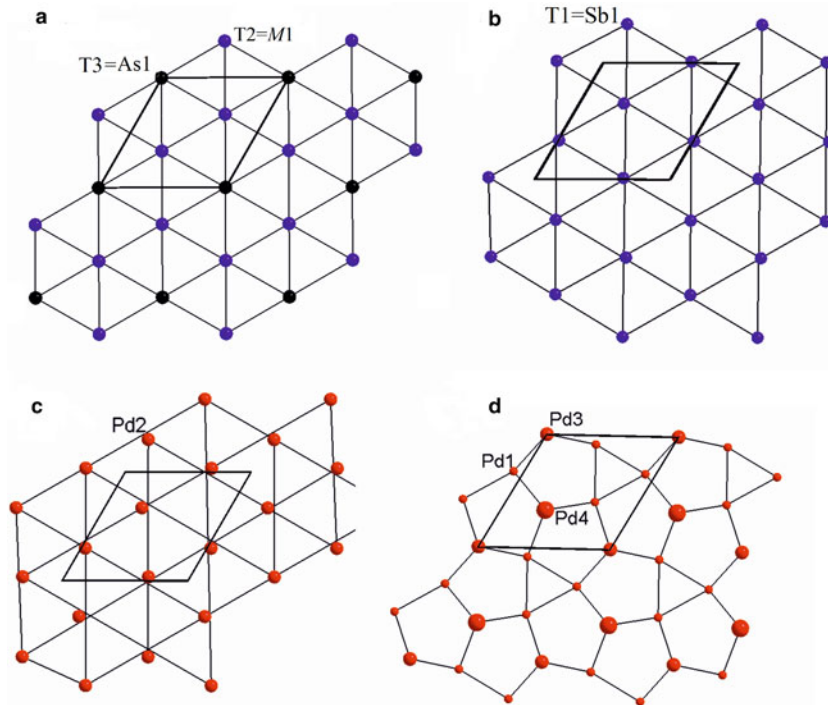 a
T2=M1
T3=As1
b
T1=Sb1
c
Pd2
d
Pd3
Pd1
Pd4